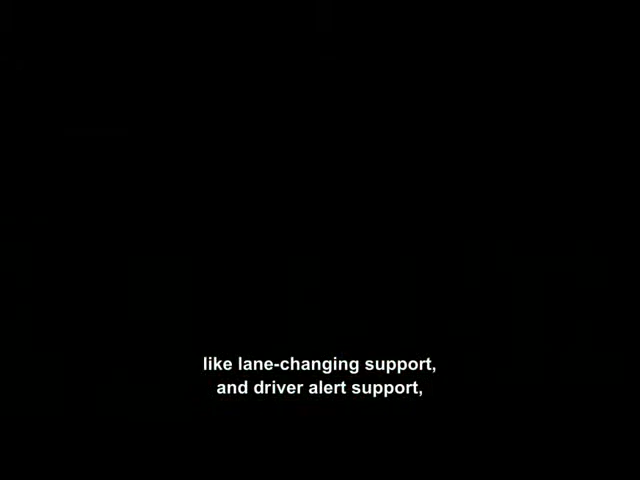 like lane-changing support,
and driver alert support,